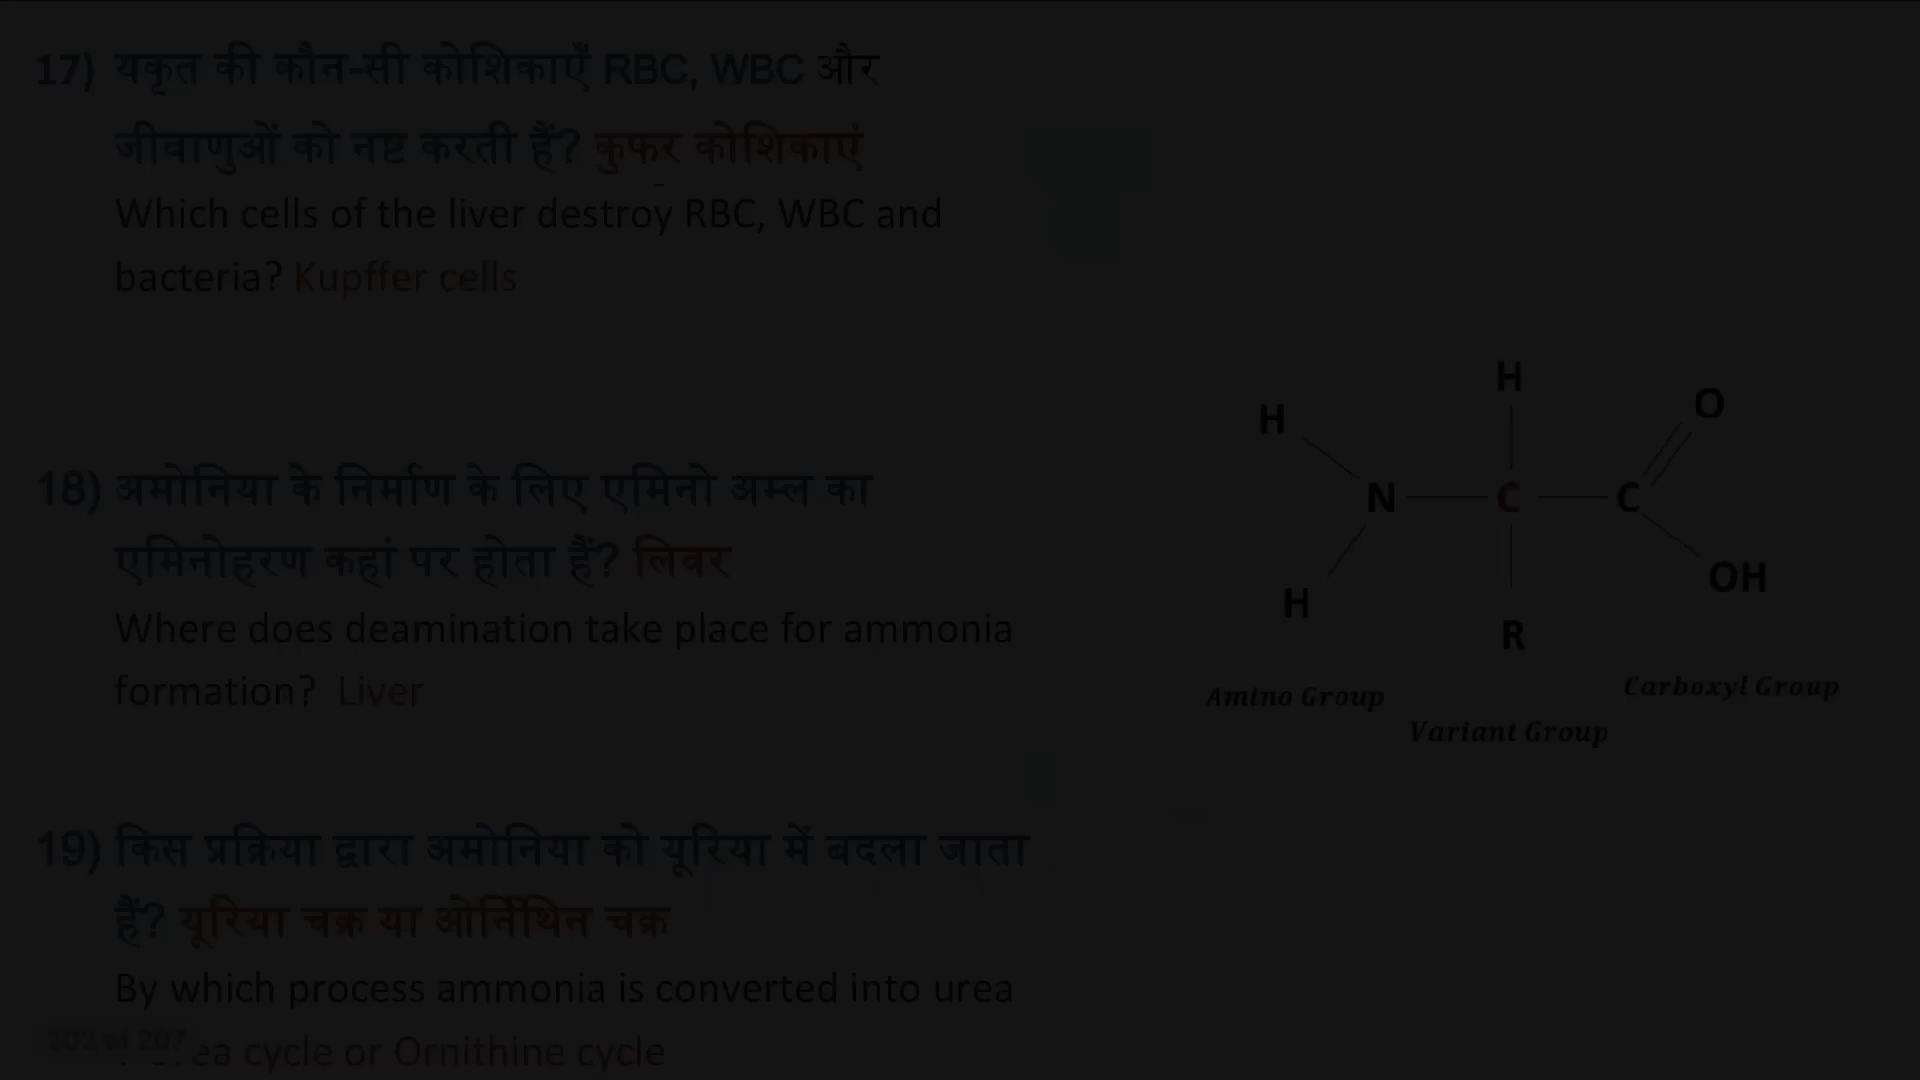 17) यकृत की कौन-सी कोशिकाएँ RBC, WBC और
जीवाणुओं को नष्ट करती हैं? कुफर कोशिकाएं
Which cells of the liver destroy RBC, WBC and
bacteria? Kupffer cells
18) अमोनिया के निर्माण के लिए एमिनो अम्ल का
एमिनोहरण कहां पर होता हैं? लिवर
Where does deamination take place for ammonia
formation? Liver
19) किस प्रक्रिया द्वारा अमोनिया को यूरिया में बदला जाता
हैं? यूरिया चक्र या ओर्निथिन चक्र
By which process ammonia is converted into urea
cycle or Ornithine cycle
203 of 207
H
H
O
N C C
H
OH
R
Amino Group
Carboxyl Group
Variant Group